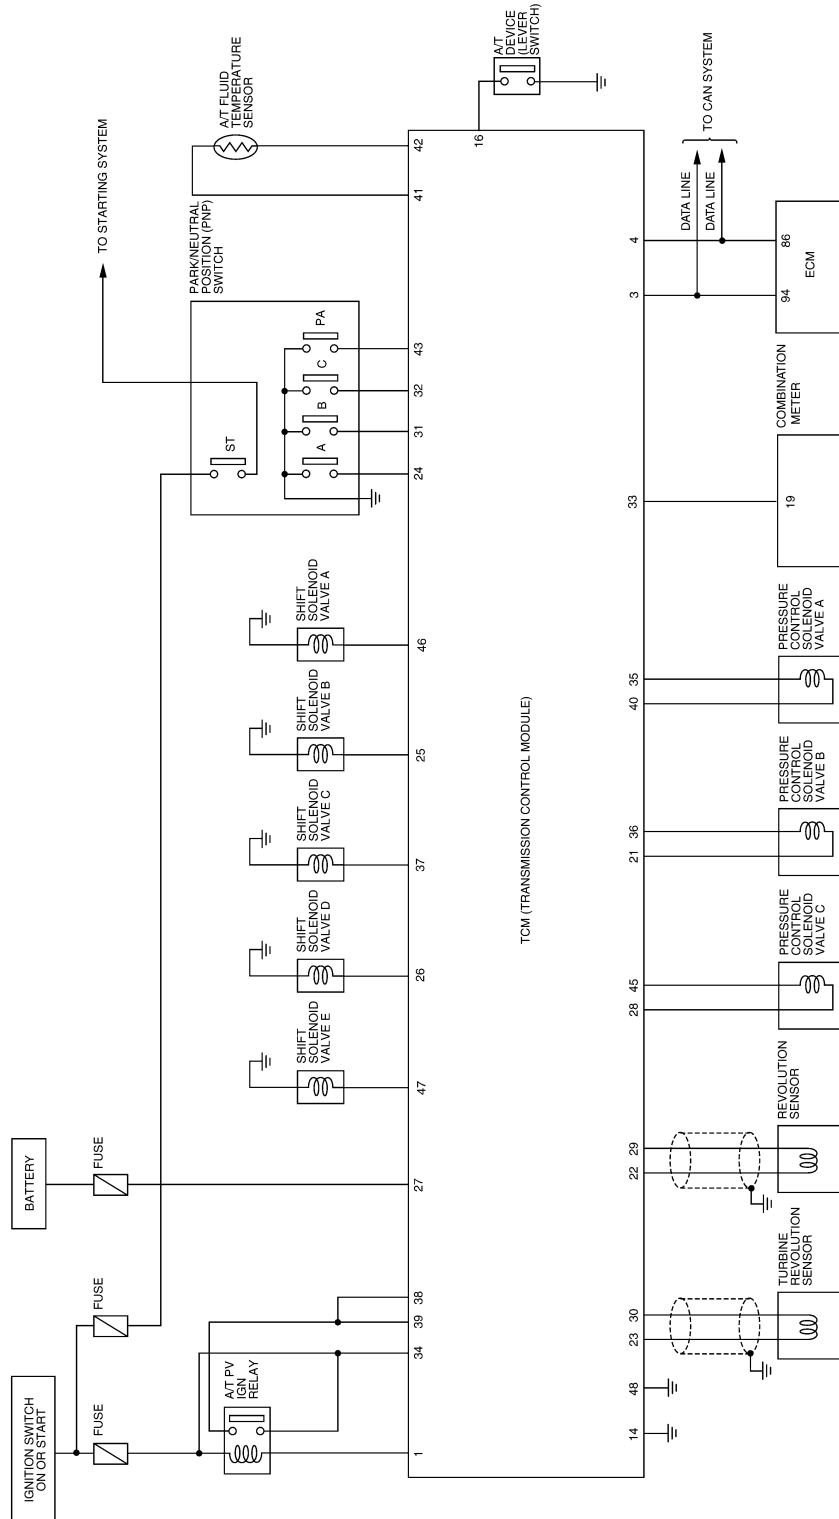 IGNITION SWITCH
ON OR START
BATTERY
FUSE
FUSE
FUSE
TO STARTING SYSTEM
A/T PV
IGN
RELAY
SHIFT
SOLENOID
VALVE E
SHIFT
SOLENOID
VALVE D
SHIFT
SOLENOID
VALVE C
SHIFT
SOLENOID
VALVE B
SHIFT
SOLENOID
VALVE A
PARK/NEUTRAL
POSITION (PNP)
SWITCH
ST
A
B
C
PA
A/T FLUID
TEMPERATURE
SENSOR
1
34
39
38
27
47
26
37
25
46
24
31
32
43
41
42
TCM (TRANSMISSION CONTROL MODULE)
16
A/T
DEVICE
(LEVER
SWITCH)
14
48
23
30
22
29
28
45
21
36
40
35
33
3
4
DATA LINE
DATA LINE
TO CAN SYSTEM
TURBINE
REVOLUTION
SENSOR
REVOLUTION
SENSOR
PRESSURE
CONTROL
SOLENOID
VALVE C
PRESSURE
CONTROL
SOLENOID
VALVE B
PRESSURE
CONTROL
SOLENOID
VALVE A
COMBINATION
METER
19
94
86
ECM